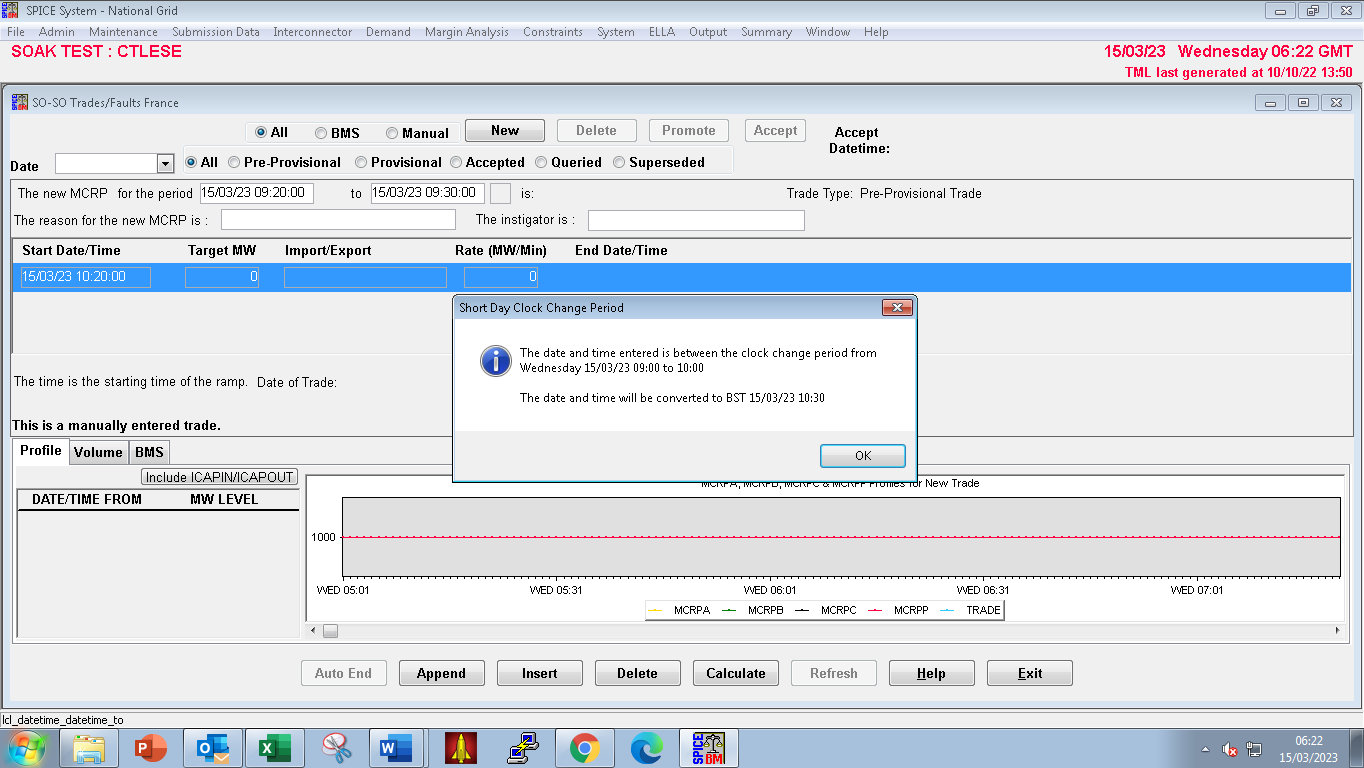 SPICE System - National Grid
File Admin Maintenance Submission Data Interconnector Demand Margin Analysis Constraints System ELLA Output Summary Window Help
SOAK TEST : CTLESE 15/03/23 Wednesday 06:22 GMT
TML last generated at 10/10/22 13:50
SO-SO Trades/Faults France
All BMS Manual New Delete Promote Accept Accept
Datetime:
Date All Pre-Provisional Provisional Accepted Queried Superseded
The new MCRP for the period 15/03/23 09:20:00 to 15/03/23 09:30:00 is: Trade Type: Pre-Provisional Trade
The reason for the new MCRP is : The instigator is :
Start Date/Time Target MW Import/Export Rate (MW/Min) End Date/Time
15/03/23 10:20:00 0 0
Short Day Clock Change Period
The date and time entered is between the clock change period from
Wednesday 15/03/23 09:00 to 10:00
The date and time will be converted to BST 15/03/23 10:30
OK
The time is the starting time of the ramp. Date of Trade:
This is a manually entered trade.
Profile Volume BMS
Include ICAPIN/ICAPOUT
DATE/TIME FROM MW LEVEL
MCRPA, MCRPB, MCRPC & MCRPP Profiles for New Trade
1000
WED 05:01 WED 05:31 WED 06:01 WED 06:31 WED 07:01
MCRPA MCRPB MCRPC MCRPP TRADE
Auto End Append Insert Delete Calculate Refresh Help Exit
lcl_datetime_datetime_to
SPICE
BMI
06:22
15/03/2023